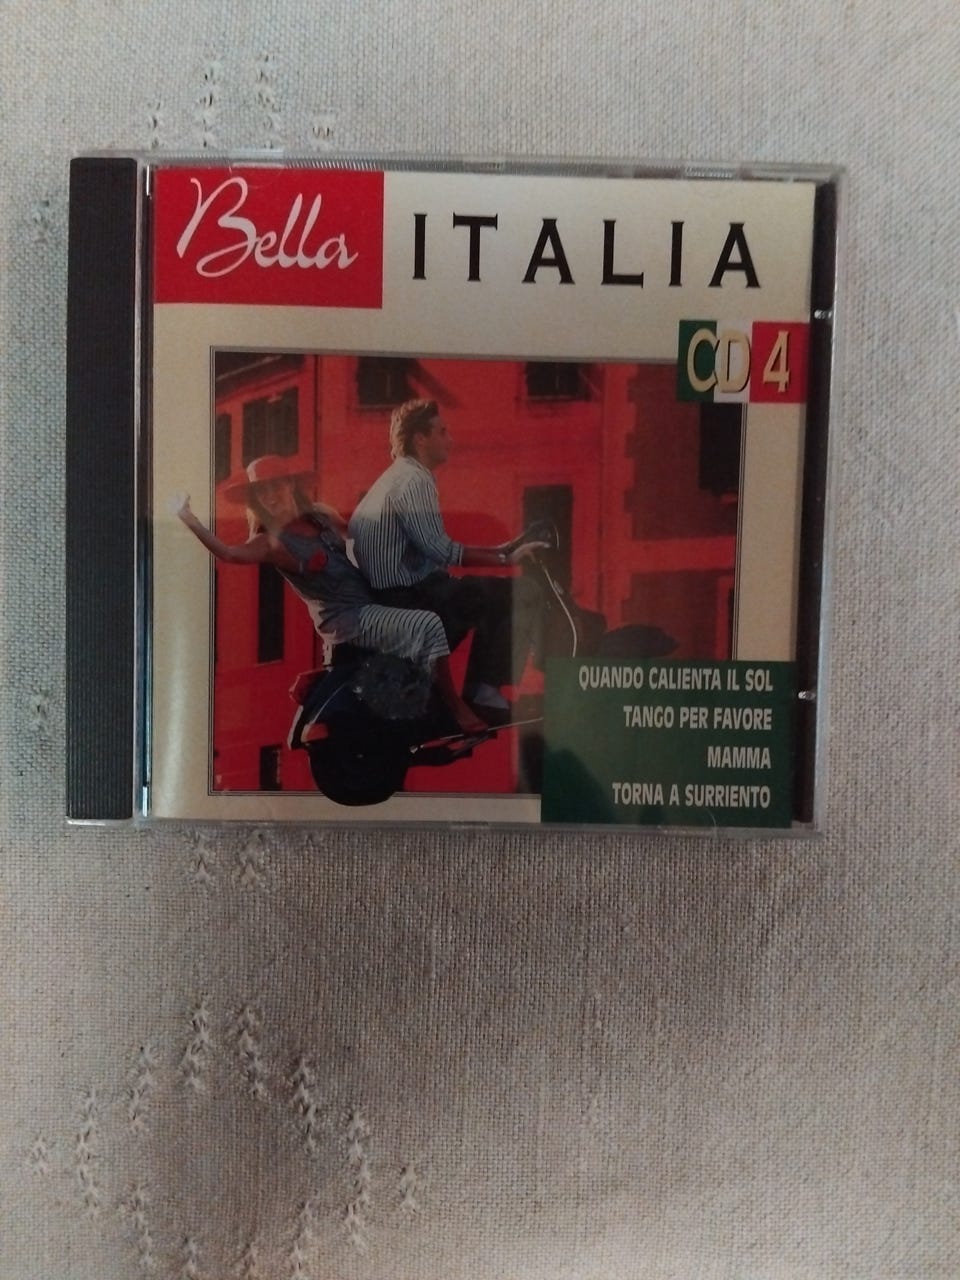 Bella ITALIA
CD 4
QUANDO CALIENTA IL SOL
TANGO PER FAVORE
MAMMA
TORNA A SURRIENTO